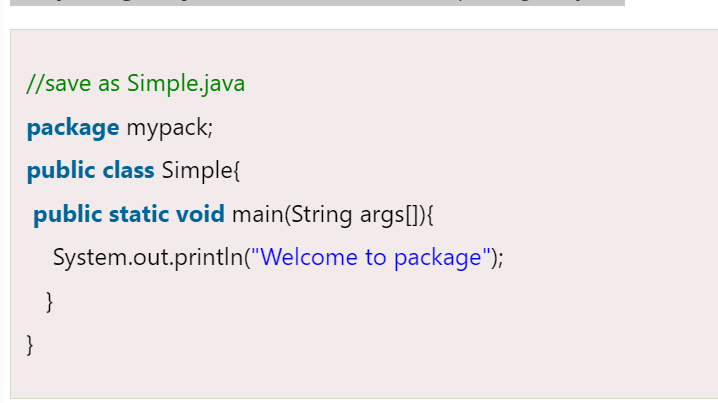 //save as Simple.java
package mypack;
public class Simple{
public static void main(String args[]){
System.out.println("Welcome to package");
}
}